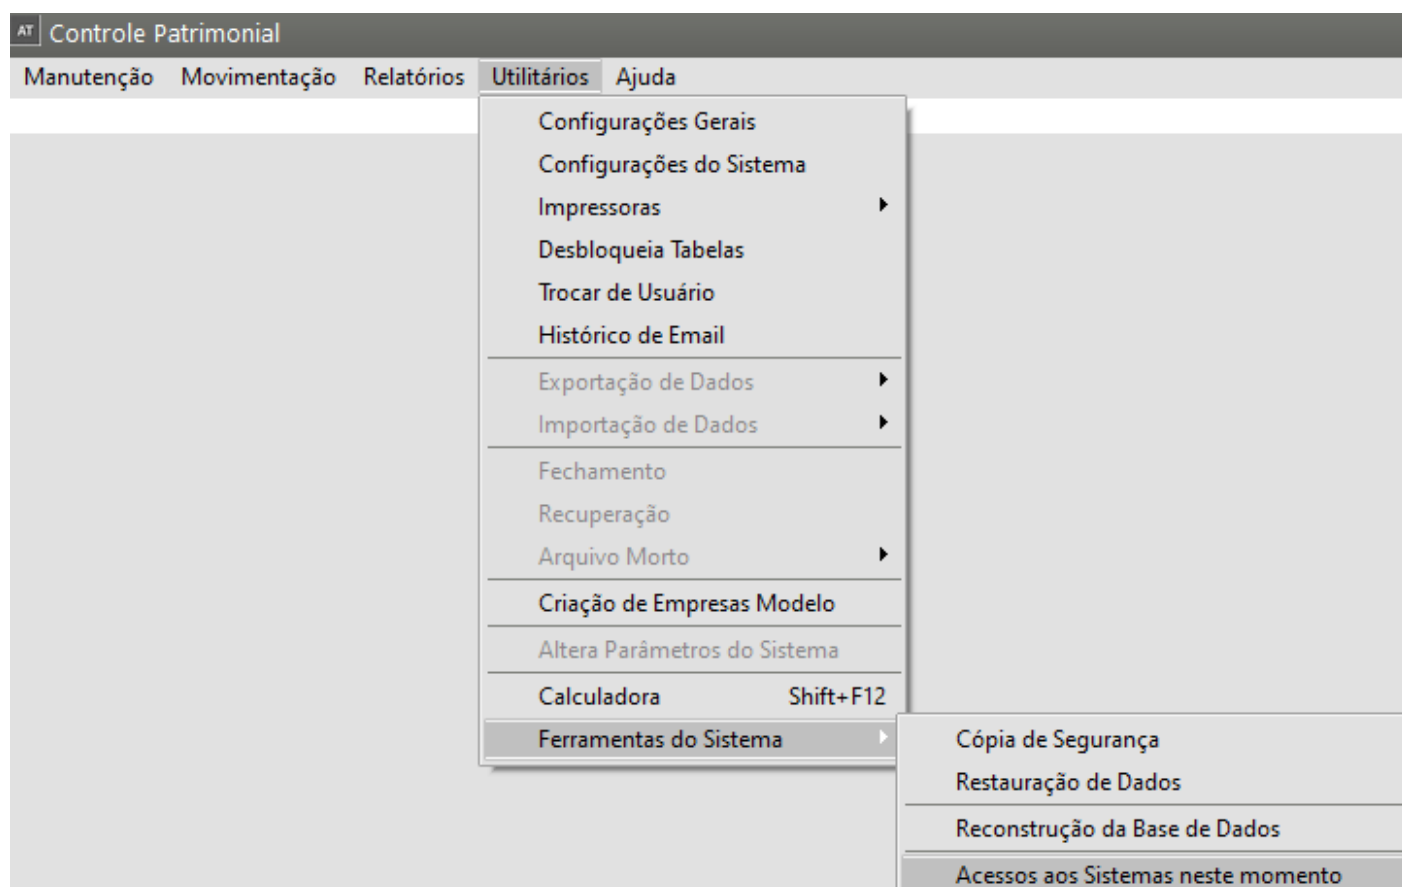 AT Controle Patrimonial
Manutenção Movimentação Relatórios Utilitários Ajuda
Configurações Gerais
Configurações do Sistema
Impressoras
Desbloqueia Tabelas
Trocar de Usuário
Histórico de Email
Exportação de Dados
Importação de Dados
Fechamento
Recuperação
Arquivo Morto
Criação de Empresas Modelo
Altera Parâmetros do Sistema
Calculadora Shift+F12
Ferramentas do Sistema
Cópia de Segurança
Restauração de Dados
Reconstrução da Base de Dados
Acessos aos Sistemas neste momento